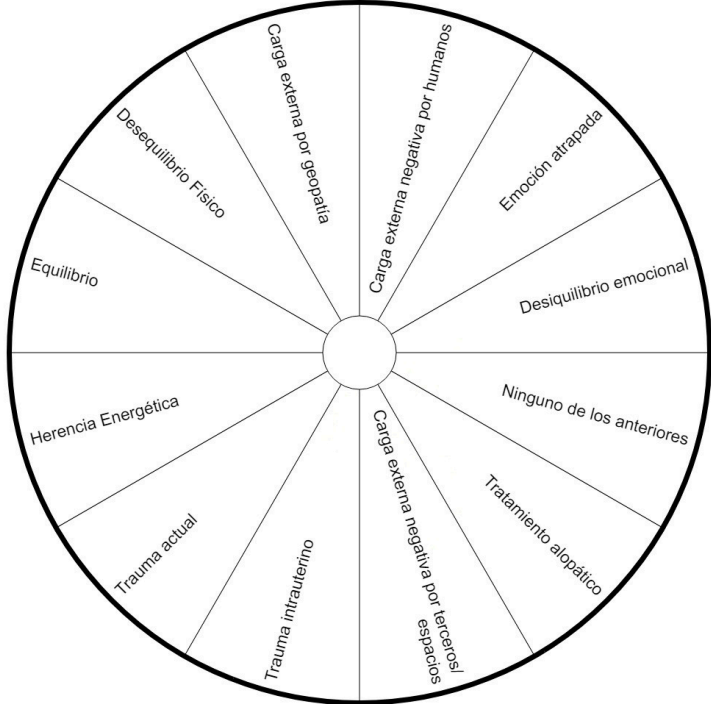 Carga externa por geopatía
Carga externa negativa por humanos
Emoción atrapada
Desiquilibrio emocional
Ninguno de los anteriores
Tratamiento alopático
Carga externa negativa por terceros/
espacios
Trauma intrauterino
Trauma actual
Herencia Energética
Equilibrio
Desequilibrio Físico